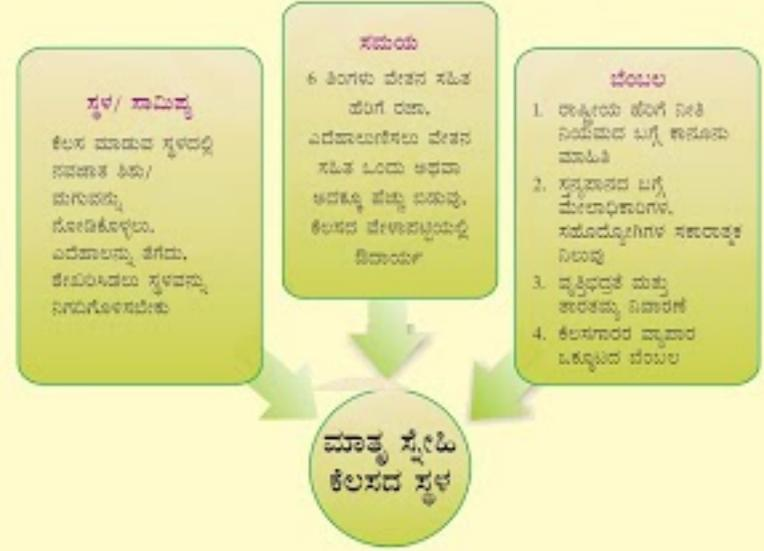 ಸ್ಥಳ/ ಸಾಮಿಪ್ಯ
ಕೆಲಸ ಮಾಡುವ ಸ್ಥಳದಲ್ಲಿ
ನವಜಾತ ಶಿಶು/
ಮಗುವನ್ನು
ನೋಡಿಕೊಳ್ಳಲು,
ಎದೆಹಾಲನ್ನು ತೆಗೆದು,
ಶೇಖರಿಸಿಡಲು ಸ್ಥಳವನ್ನು
ನಿಗದಿಗೊಳಿಸಬೇಕು
ಸಮಯ
6 ತಿಂಗಳು ವೇತನ ಸಹಿತ
ಹೆರಿಗೆ ರಜಾ,
ಎದೆಹಾಲುಣಿಸಲು ವೇತನ
ಸಹಿತ ಒಂದು ಅಥವಾ
ಅದಕ್ಕೂ ಹೆಚ್ಚು ಬಿಡುವು,
ಕೆಲಸದ ವೇಳಾಪಟ್ಟಿಯಲ್ಲಿ
ಔದಾರ್ಯ
ಬೆಂಬಲ
1. ರಾಷ್ಟ್ರೀಯ ಹೆರಿಗೆ ನೀತಿ
ನಿಯಮದ ಬಗ್ಗೆ ಕಾನೂನು
ಮಾಹಿತಿ
2. ಸ್ತನ್ಯಪಾನದ ಬಗ್ಗೆ
ಮೇಲಾಧಿಕಾರಿಗಳ,
ಸಹೊದ್ಯೋಗಿಗಳ ಸಕಾರಾತ್ಮಕ
ನಿಲುವು
3. ವೃತ್ತಿಭದ್ರತೆ ಮತ್ತು
ತಾರತಮ್ಯ ನಿವಾರಣೆ
4. ಕೆಲಸಗಾರರ ವ್ಯಾಪಾರ
ಒಕ್ಕೂಟದ ಬೆಂಬಲ
ಮಾತೃ ಸ್ನೇಹಿ
ಕೆಲಸದ ಸ್ಥಳ